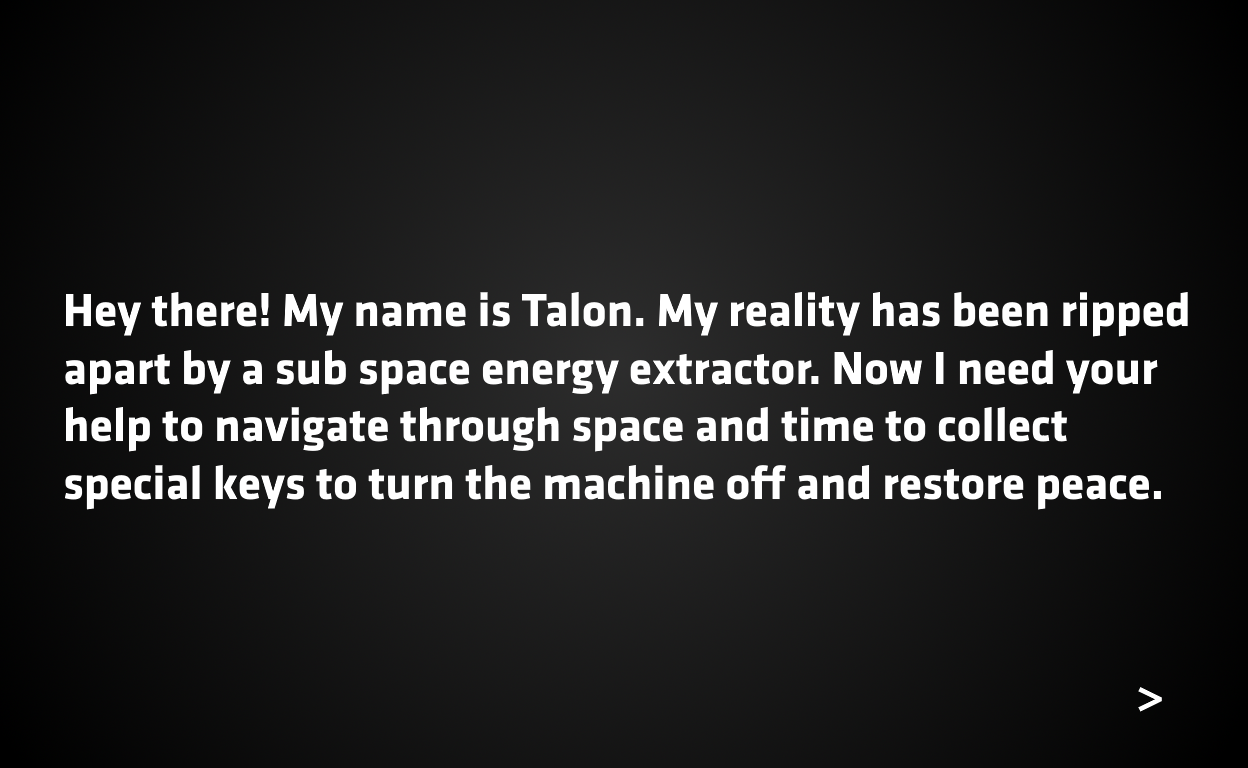 Hey there! My name is Talon. My reality has been ripped
apart by a sub space energy extractor. Now I need your
help to navigate through space and time to collect
special keys to turn the machine off and restore peace.
>